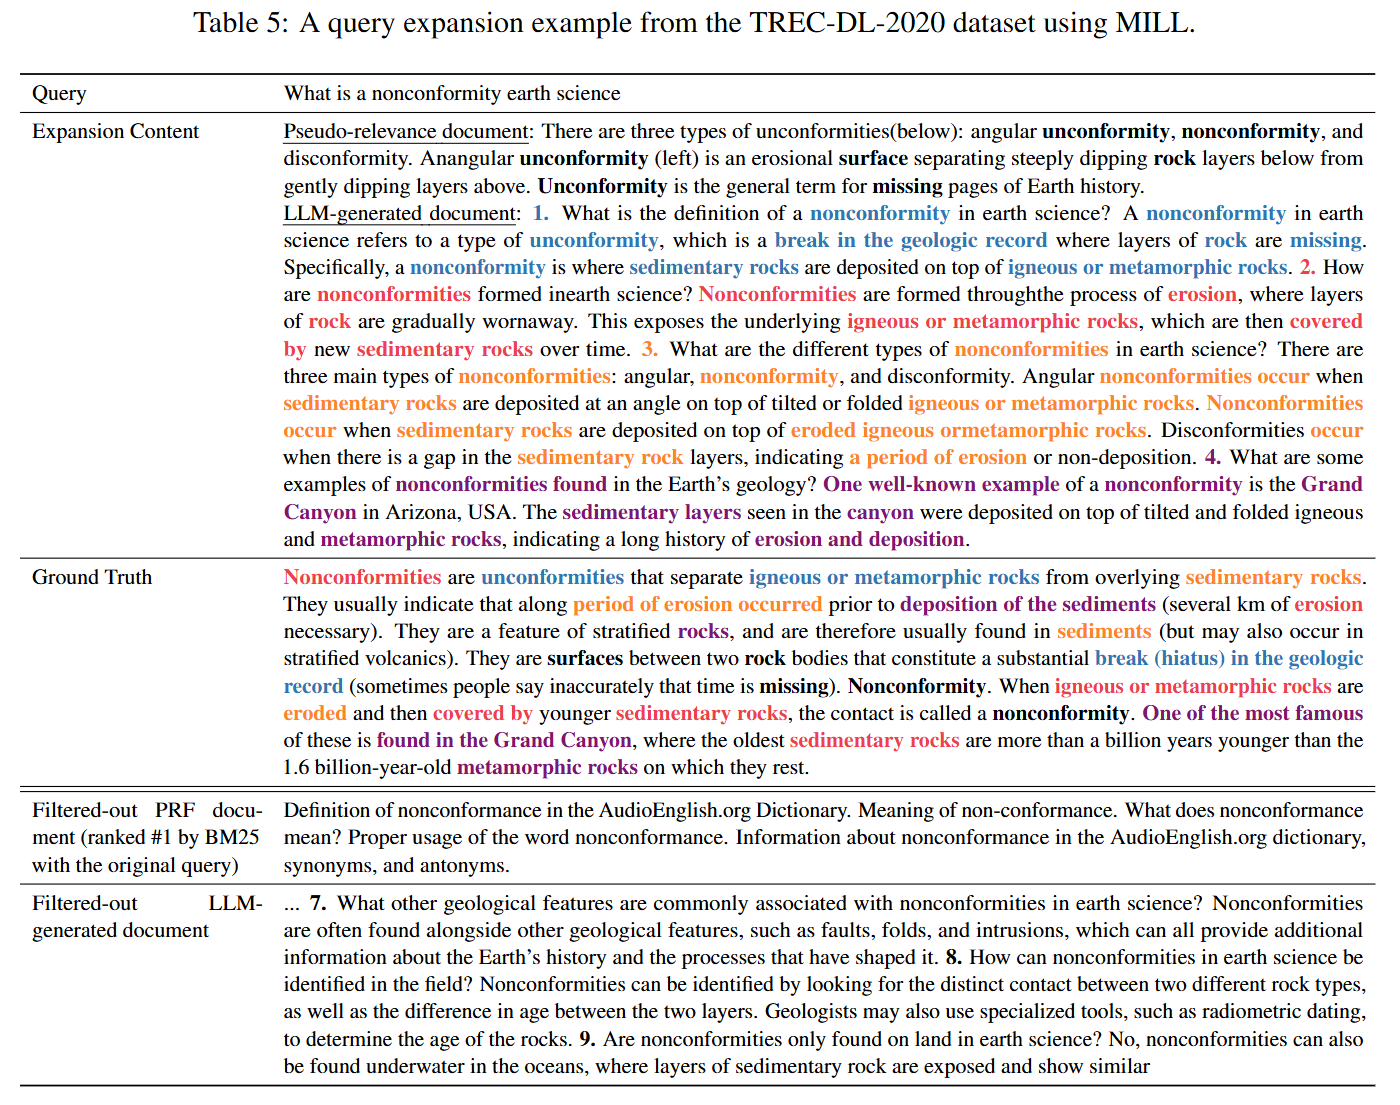 Table 5: A query expansion example from the TREC-DL-2020 dataset using MILL.
Query
What is a nonconformity earth science
Expansion Content
Pseudo-relevance document: There are three types of unconformities(below): angular unconformity, nonconformity, and
disconformity. Anangular unconformity (left) is an erosional surface separating steeply dipping rock layers below from
gently dipping layers above. Unconformity is the general term for missing pages of Earth history.
LLM-generated document: 1. What is the definition of a nonconformity in earth science? A nonconformity in earth
science refers to a type of unconformity, which is a break in the geologic record where layers of rock are missing.
Specifically, a nonconformity is where sedimentary rocks are deposited on top of igneous or metamorphic rocks. 2. How
are nonconformities formed inearth science? Nonconformities are formed throughthe process of erosion, where layers
of rock are gradually wornaway. This exposes the underlying igneous or metamorphic rocks, which are then covered
by new sedimentary rocks over time. 3. What are the different types of nonconformities in earth science? There are
three main types of nonconformities: angular, nonconformity, and disconformity. Angular nonconformities occur when
sedimentary rocks are deposited at an angle on top of tilted or folded igneous or metamorphic rocks. Nonconformities
occur when sedimentary rocks are deposited on top of eroded igneous ormetamorphic rocks. Disconformities occur
when there is a gap in the sedimentary rock layers, indicating a period of erosion or non-deposition. 4. What are some
examples of nonconformities found in the Earth's geology? One well-known example of a nonconformity is the Grand
Canyon in Arizona, USA. The sedimentary layers seen in the canyon were deposited on top of tilted and folded igneous
and metamorphic rocks, indicating a long history of erosion and deposition.
Ground Truth
Nonconformities are unconformities that separate igneous or metamorphic rocks from overlying sedimentary rocks.
They usually indicate that along period of erosion occurred prior to deposition of the sediments (several km of erosion
necessary). They are a feature of stratified rocks, and are therefore usually found in sediments (but may also occur in
stratified volcanics). They are surfaces between two rock bodies that constitute a substantial break (hiatus) in the geologic
record (sometimes people say inaccurately that time is missing). Nonconformity. When igneous or metamorphic rocks are
eroded and then covered by younger sedimentary rocks, the contact is called a nonconformity. One of the most famous
of these is found in the Grand Canyon, where the oldest sedimentary rocks are more than a billion years younger than the
1.6 billion-year-old metamorphic rocks on which they rest.
Filtered-out PRF docu-
ment (ranked #1 by BM25
with the original query)
Definition of nonconformance in the AudioEnglish.org Dictionary. Meaning of non-conformance. What does nonconformance
mean? Proper usage of the word nonconformance. Information about nonconformance in the AudioEnglish.org dictionary,
synonyms, and antonyms.
Filtered-out LLM-
generated document
... 7. What other geological features are commonly associated with nonconformities in earth science? Nonconformities
are often found alongside other geological features, such as faults, folds, and intrusions, which can all provide additional
information about the Earth's history and the processes that have shaped it. 8. How can nonconformities in earth science be
identified in the field? Nonconformities can be identified by looking for the distinct contact between two different rock types,
as well as the difference in age between the two layers. Geologists may also use specialized tools, such as radiometric dating,
to determine the age of the rocks. 9. Are nonconformities only found on land in earth science? No, nonconformities can also
be found underwater in the oceans, where layers of sedimentary rock are exposed and show similar